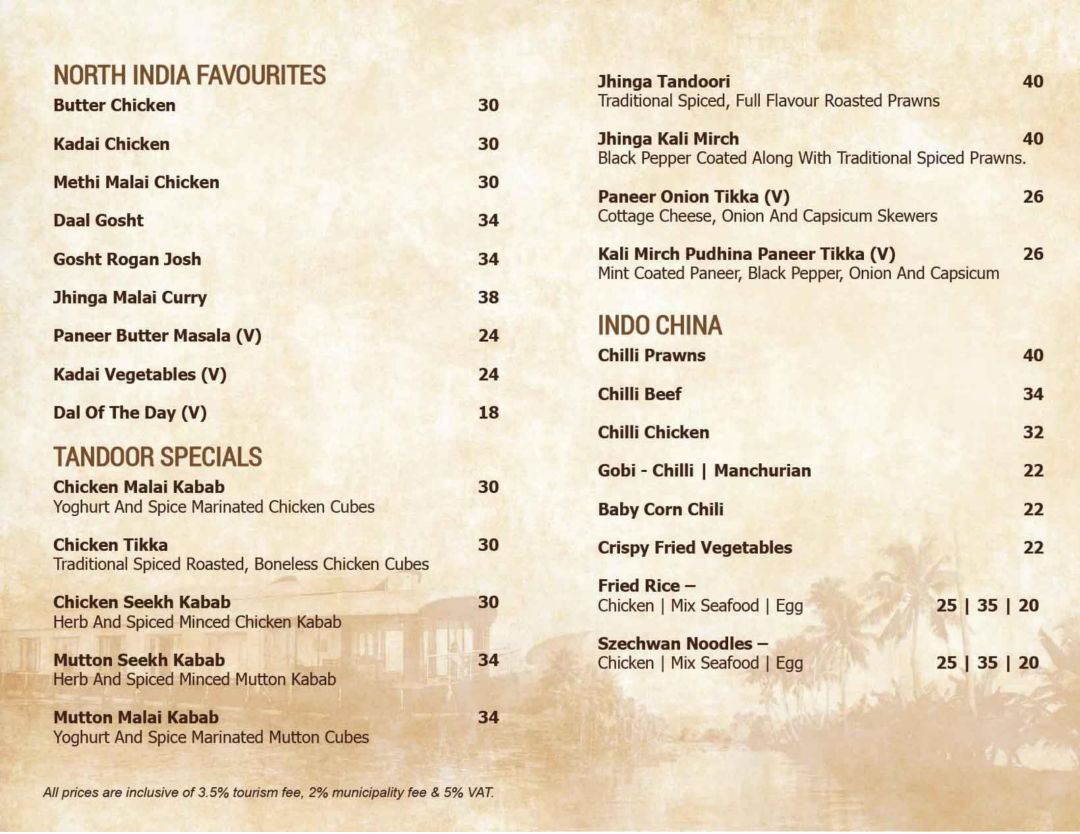 NORTH INDIA FAVOURITES
Butter Chicken 30
Kadai Chicken 30
Methi Malai Chicken 30
Daal Gosht 34
Gosht Rogan Josh 34
Jhinga Malai Curry 38
Paneer Butter Masala (V) 24
Kadai Vegetables (V) 24
Dal Of The Day (V) 18
TANDOOR SPECIALS
Chicken Malai Kabab 30
Yoghurt And Spice Marinated Chicken Cubes
Chicken Tikka 30
Traditional Spiced Roasted, Boneless Chicken Cubes
Chicken Seekh Kabab 30
Herb And Spiced Minced Chicken Kabab
Mutton Seekh Kabab 34
Herb And Spiced Minced Mutton Kabab
Mutton Malai Kabab 34
Yoghurt And Spice Marinated Mutton Cubes
All prices are inclusive of 3.5% tourism fee, 2% municipality fee & 5% VAT.
Jhinga Tandoori 40
Traditional Spiced, Full Flavour Roasted Prawns
Jhinga Kali Mirch 40
Black Pepper Coated Along With Traditional Spiced Prawns.
Paneer Onion Tikka (V) 26
Cottage Cheese, Onion And Capsicum Skewers
Kali Mirch Pudhina Paneer Tikka (V) 26
Mint Coated Paneer, Black Pepper, Onion And Capsicum
INDO CHINA
Chilli Prawns 40
Chilli Beef 34
Chilli Chicken 32
Gobi - Chilli | Manchurian 22
Baby Corn Chili 22
Crispy Fried Vegetables 22
Fried Rice –
Chicken | Mix Seafood | Egg 25 | 35 | 20
Szechwan Noodles –
Chicken | Mix Seafood | Egg 25 | 35 | 20